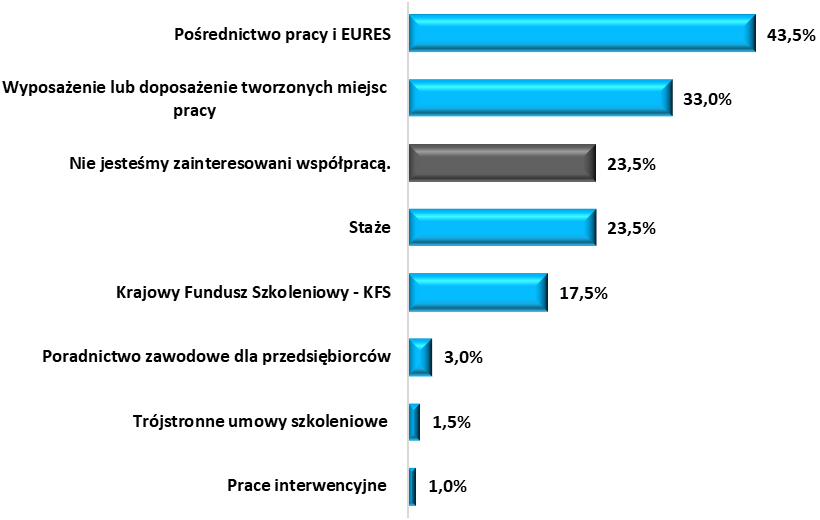 Pośrednictwo pracy i EURES 43,5%
Wyposażenie lub doposażenie tworzonych miejsc
pracy 33,0%
Nie jesteśmy zainteresowani współpracą. 23,5%
Staże 23,5%
Krajowy Fundusz Szkoleniowy - KFS 17,5%
Poradnictwo zawodowe dla przedsiębiorców 3,0%
Trójstronne umowy szkoleniowe 1,5%
Prace interwencyjne 1,0%